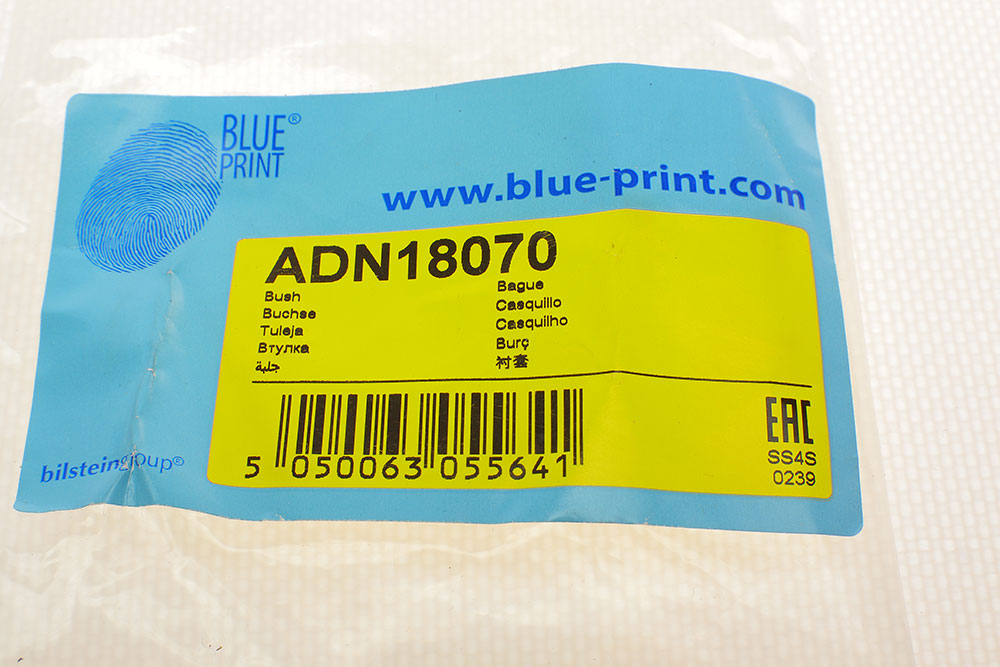 BLUE®
PRINT
www.blue-print.com
ADN18070
Bush
Buchse
Tuleja
Втулка
جلبة
Bague
Casquillo
Casquilho
Burç
衬套
5 050063 055641
EAC
SS4S
0239
bilsteingroup®